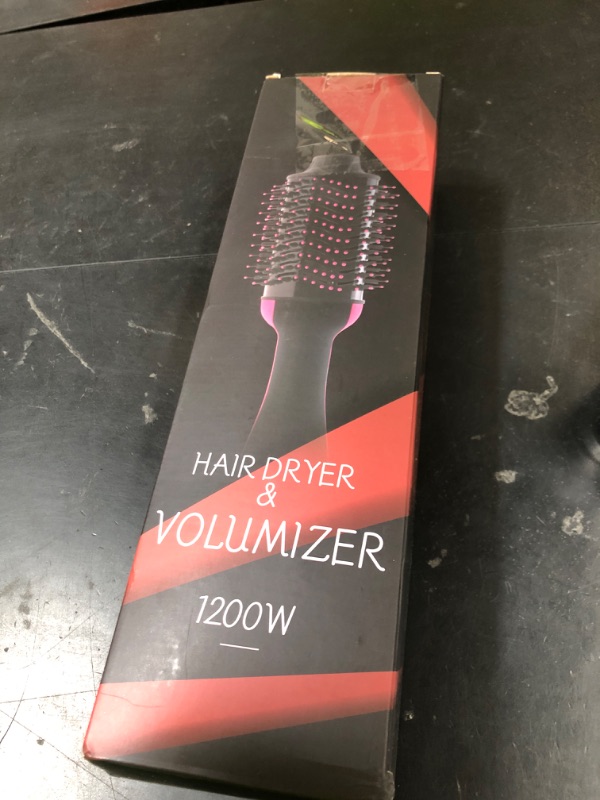 HAIR DRYER
&
VOLUMIZER
1200W